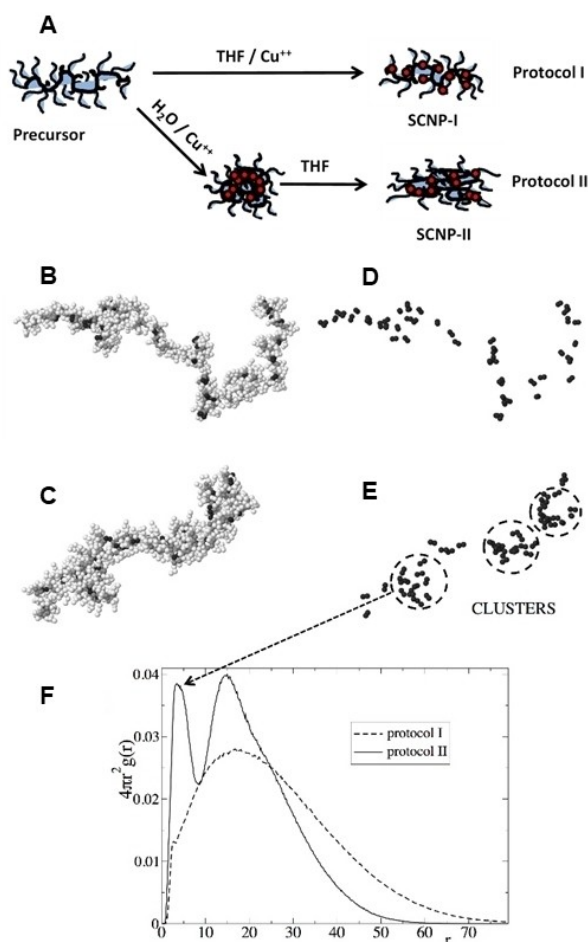 A
THF / Cu⁺⁺
Protocol I
SCNP-I
Precursor
H₂O / Cu⁺⁺
THF
Protocol II
SCNP-II
B
D
C
E
CLUSTERS
F
0.04
0.03
0.02
0.01
0
4πr²g(r)
protocol I
protocol II
0 10 20 30 40 50 60 70
r